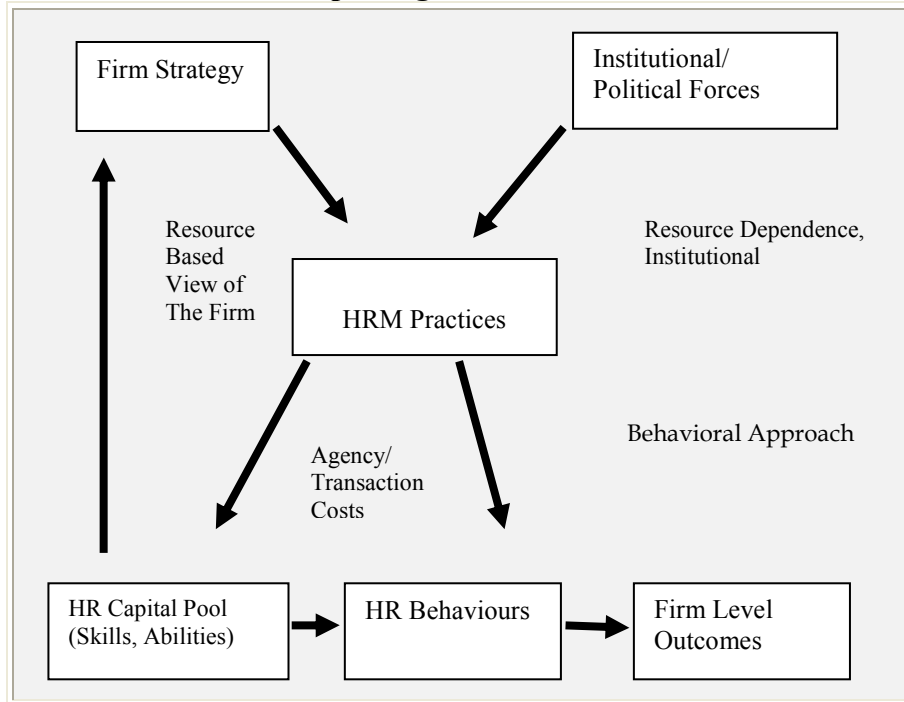 Firm Strategy
Institutional/
Political Forces
Resource
Based
View of
The Firm
Resource Dependence,
Institutional
HRM Practices
Behavioral Approach
Agency/
Transaction
Costs
HR Capital Pool
(Skills, Abilities)
HR Behaviours
Firm Level
Outcomes